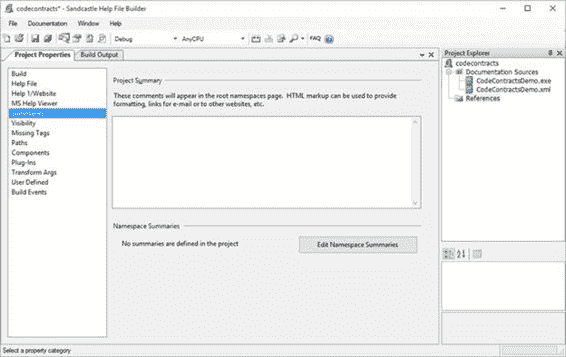 codecontracts* - Sandcastle Help File Builder
File Documentation Window Help
Debug AnyCPU FAQ
Project Properties Build Output
Project Explorer
Build
Help File
Help 1/Website
MS Help Viewer
Visibility
Missing Tags
Paths
Components
Plug-Ins
Transform Args
User Defined
Build Events
Project Summary
These comments will appear in the root namespaces page. HTML markup can be used to provide
formatting, links for e-mail or to other websites, etc.
Namespace Summaries
No summaries are defined in the project
Edit Namespace Summaries
codecontracts
Documentation Sources
CodeContractsDemo.exe
CodeContractsDemo.xml
References
Select a property category